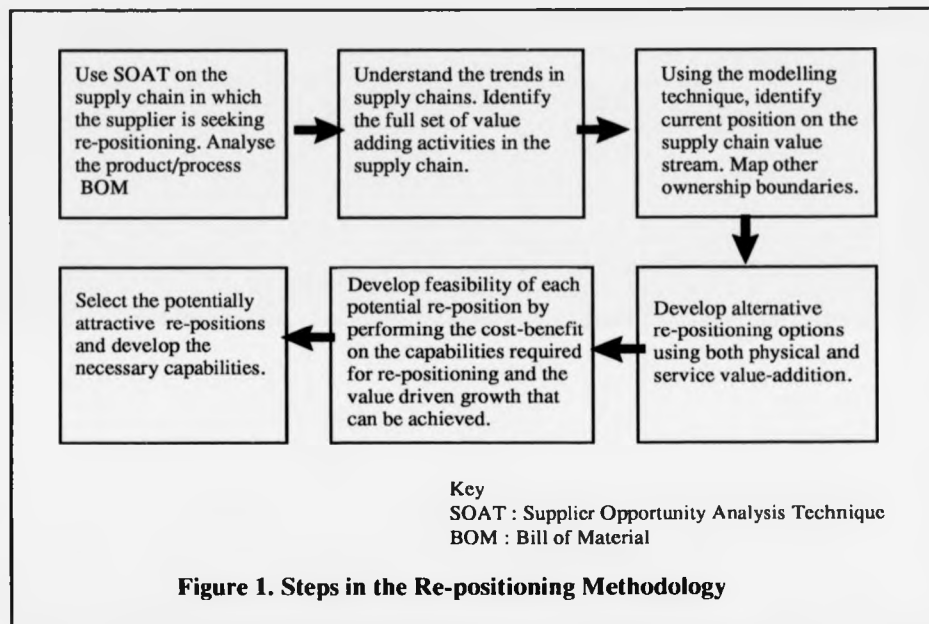 Use SOAT on the
supply chain in which
the supplier is seeking
re-positioning. Analyse
the product/process
BOM
Understand the trends in
supply chains. Identify
the full set of value
adding activities in the
supply chain.
Using the modelling
technique, identify
current position on the
supply chain value
stream. Map other
ownership boundaries.
Develop alternative
re-positioning options
using both physical and
service value-addition.
Develop feasibility of each
potential re-position by
performing the cost-benefit
on the capabilities required
for re-positioning and the
value driven growth that
can be achieved.
Select the potentially
attractive re-positions
and develop the
necessary capabilities.
Key
SOAT : Supplier Opportunity Analysis Technique
BOM : Bill of Material
Figure 1. Steps in the Re-positioning Methodology